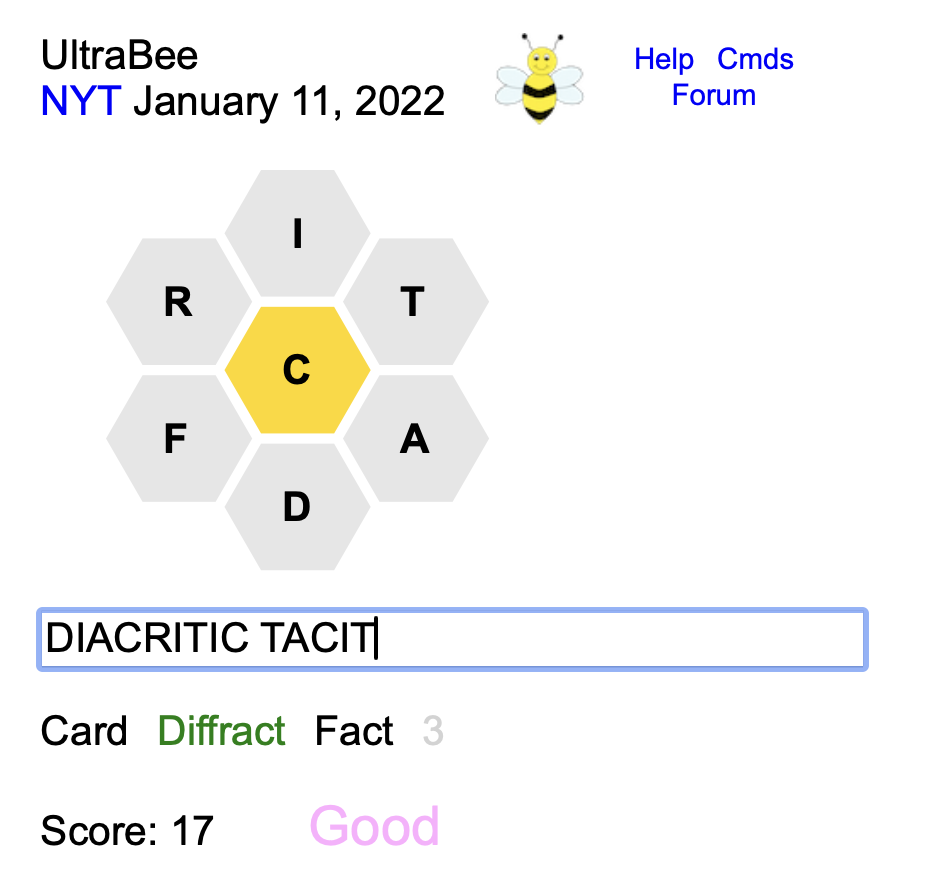 UltraBee
NYT January 11, 2022
Help Cmds
Forum
I
R T
C
F A
D
DIACRITIC TACIT
Card Diffract Fact 3
Score: 17 Good